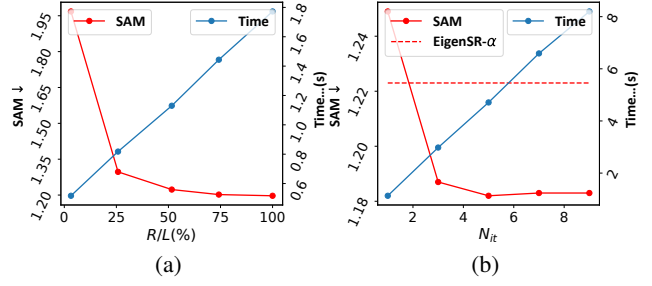 SAM
Time
1.95
1.80
1.65
1.50
1.35
1.20
SAM ↓
1.8
1.6
1.4
1.2
1.0
0.8
0.6
Time...(s)
0 25 50 75 100
R/L(%)
(a)
SAM
EigenSR-α
Time
1.24
1.22
1.20
1.18
SAM ↓
8
6
4
2
Time...(s)
2 4 6 8
N_it
(b)